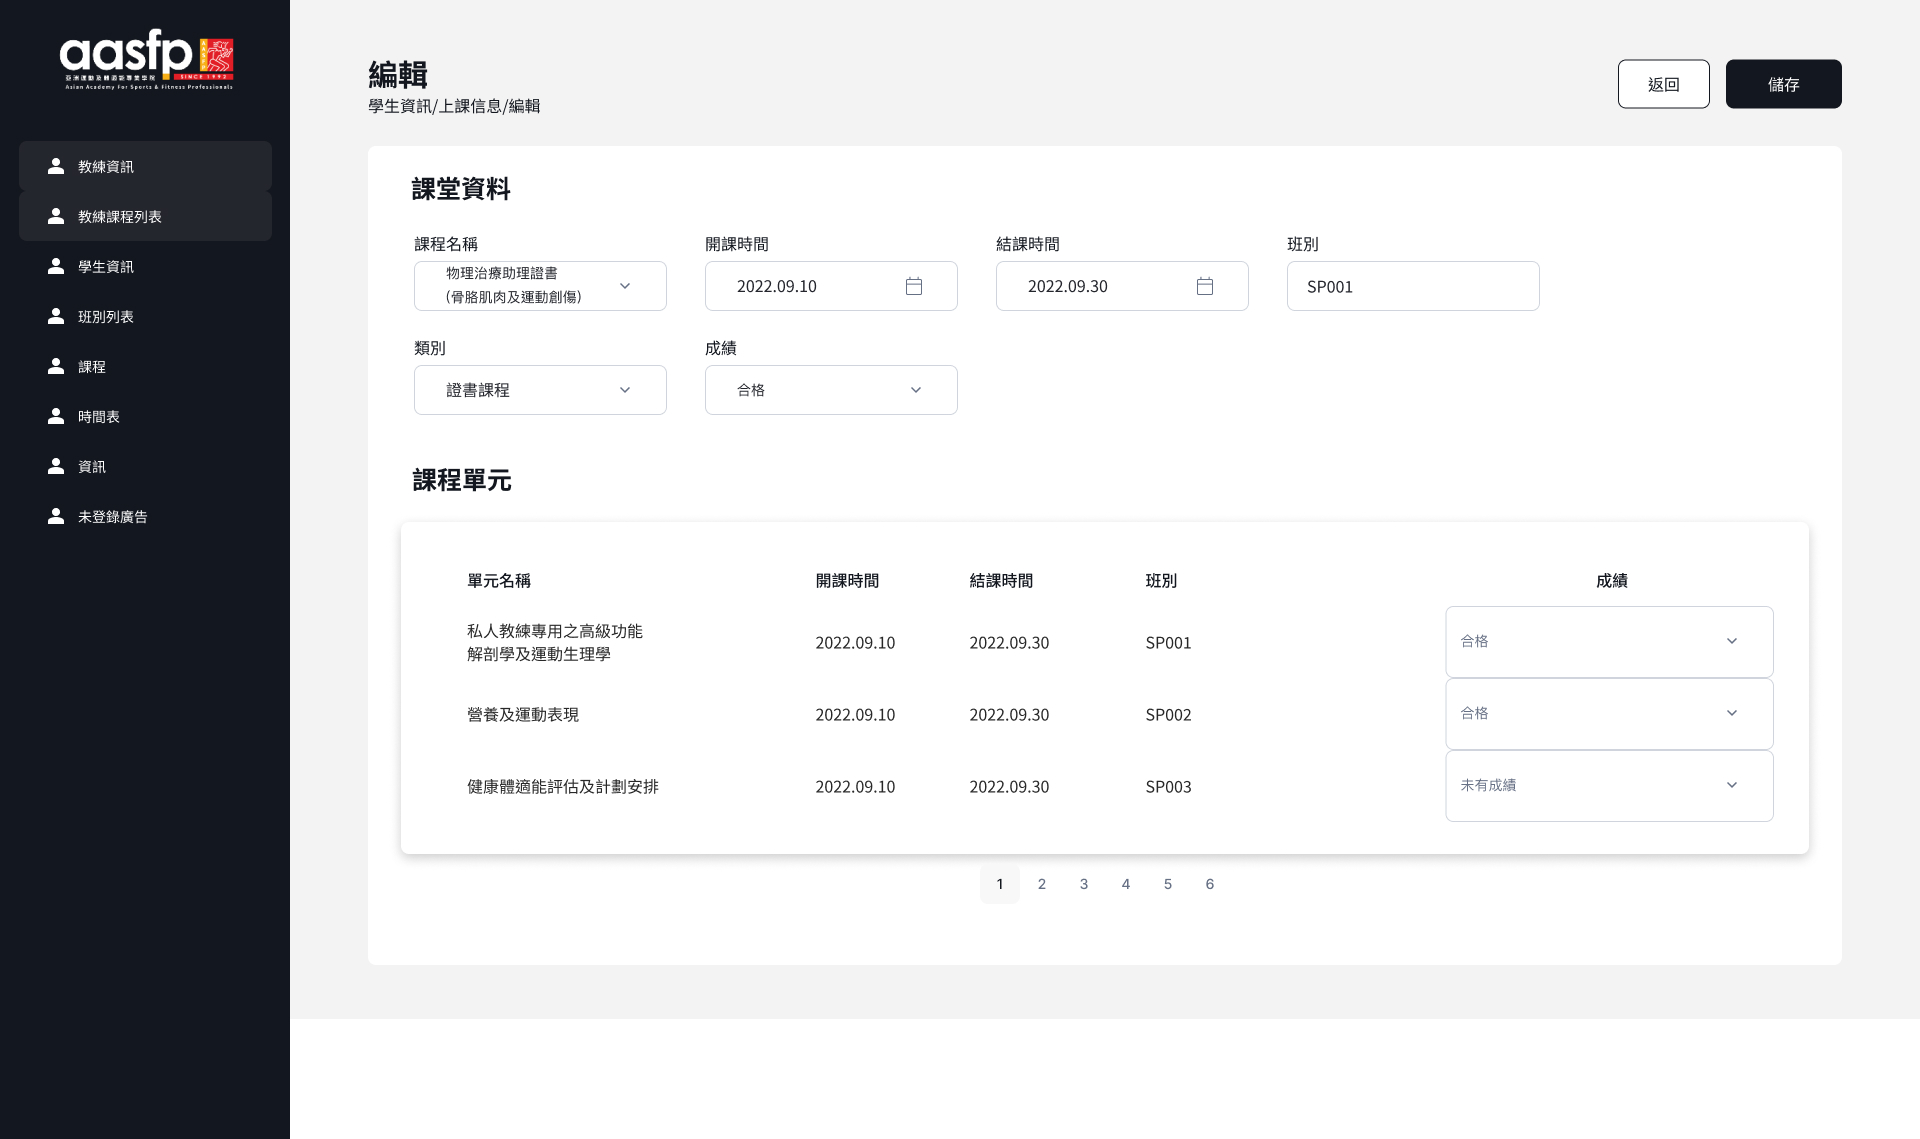 aasfp
亞洲運動及體適能專業學院
SINCE 1992
Asian Academy For Sports & Fitness Professionals
教練資訊
教練課程列表
學生資訊
班別列表
課程
時間表
資訊
未登錄廣告
編輯
學生資訊/上課信息/編輯
返回
儲存
課堂資料
課程名稱
開課時間
結課時間
班別
物理治療助理證書
(骨胳肌肉及運動創傷)
2022.09.10
2022.09.30
SP001
類別
成績
證書課程
合格
課程單元
單元名稱 開課時間 結課時間 班別 成績
私人教練專用之高級功能
解剖學及運動生理學
2022.09.10 2022.09.30 SP001 合格
營養及運動表現 2022.09.10 2022.09.30 SP002 合格
健康體適能評估及計劃安排 2022.09.10 2022.09.30 SP003 未有成績
1 2 3 4 5 6